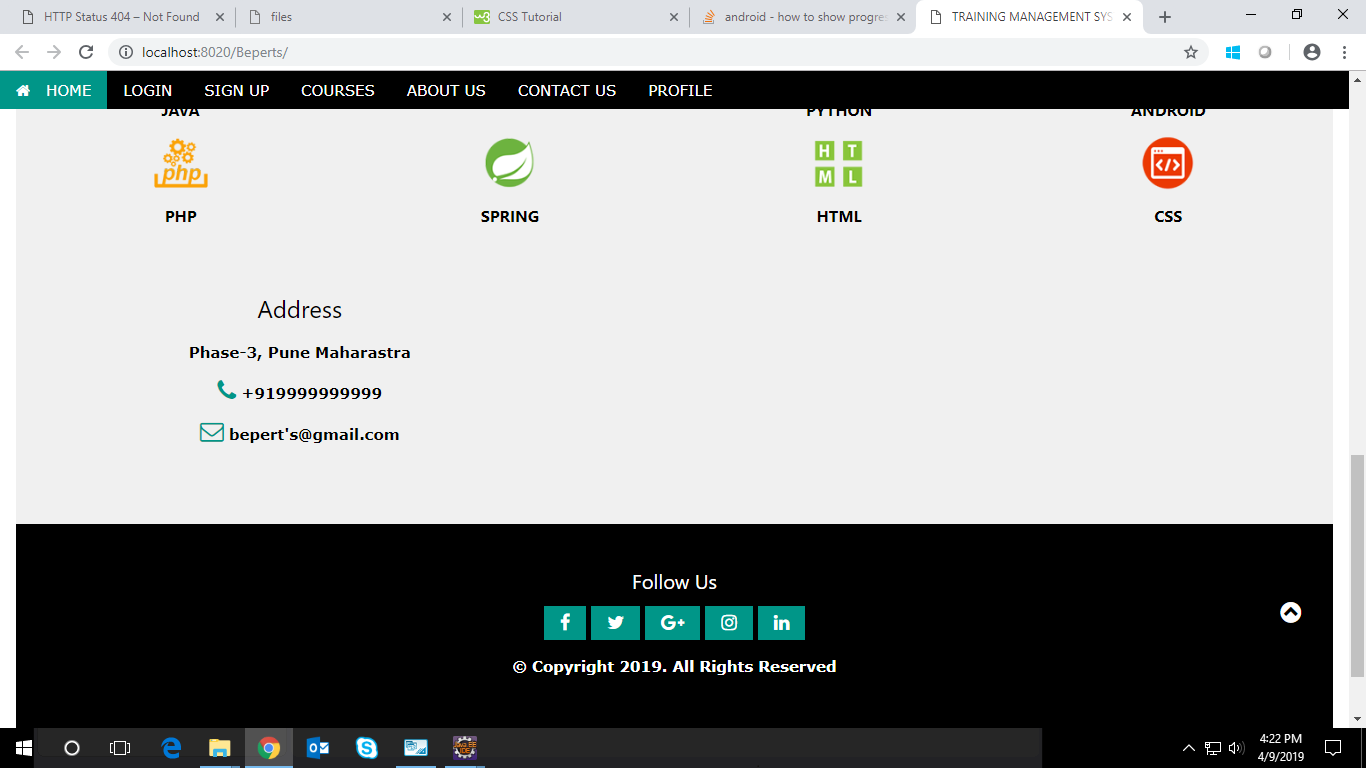 HTTP Status 404 – Not Found
files
CSS Tutorial
android - how to show progres
TRAINING MANAGEMENT SYS
localhost:8020/Beperts/
HOME LOGIN SIGN UP COURSES ABOUT US CONTACT US PROFILE
JAVA PYTHON ANDROID
php H T M L
PHP SPRING HTML CSS
Address
Phase-3, Pune Maharastra
+919999999999
bepert's@gmail.com
Follow Us
© Copyright 2019. All Rights Reserved
4:22 PM
4/9/2019